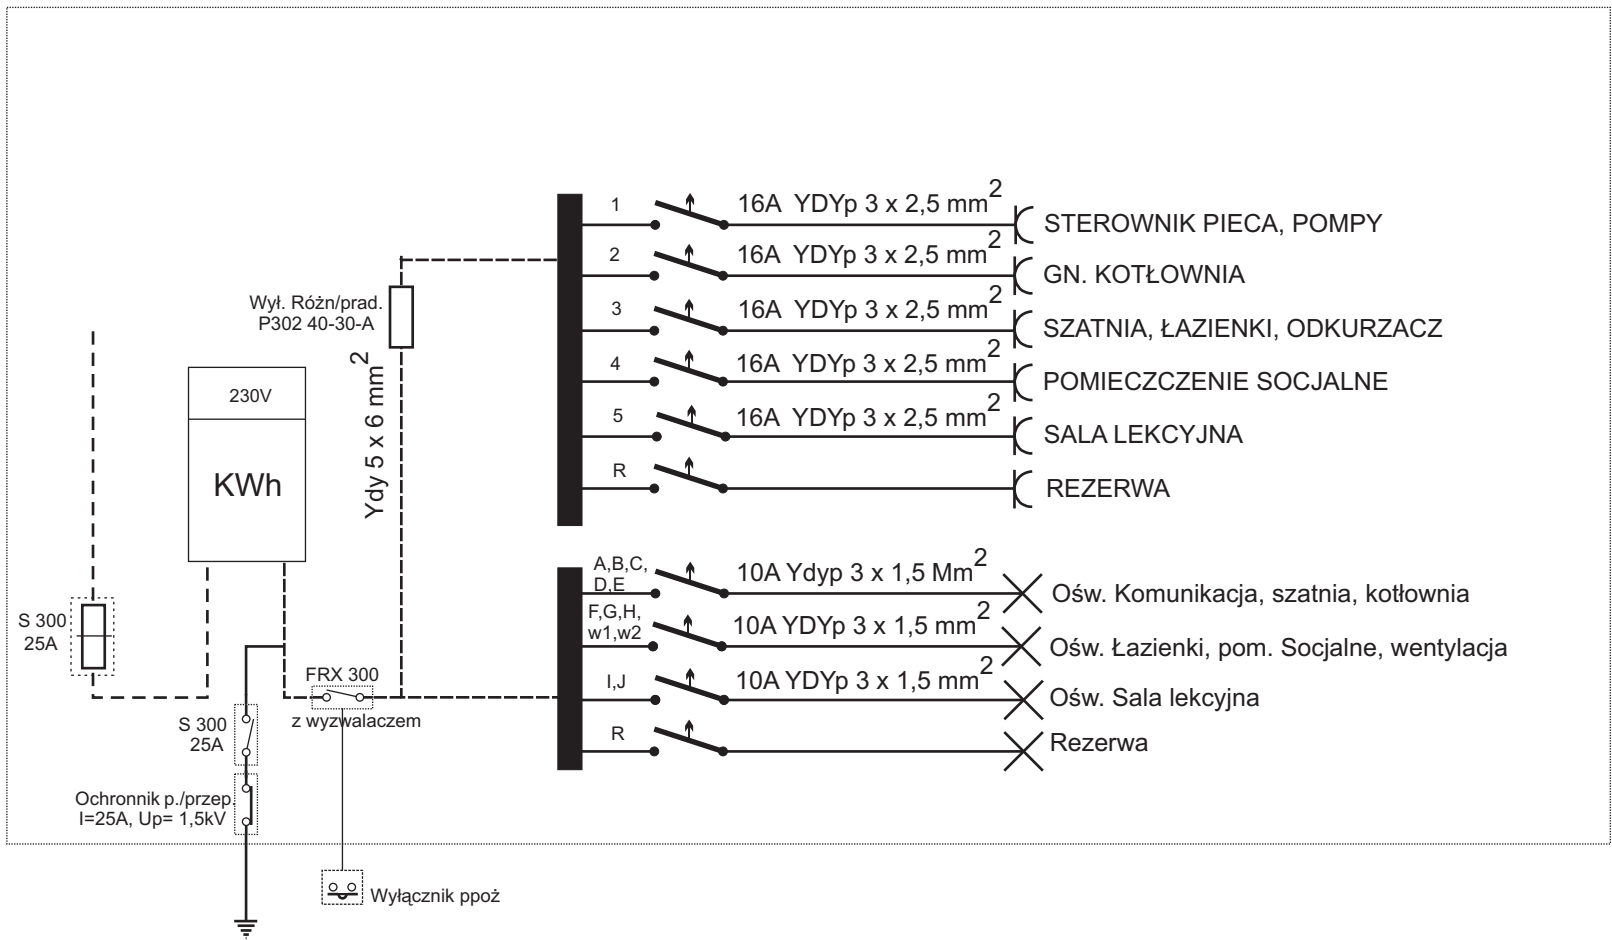 1
16A YDYp 3 x 2,5 mm2
STEROWNIK PIECA, POMPY
2
16A YDYp 3 x 2,5 mm2
GN. KOTŁOWNIA
3
16A YDYp 3 x 2,5 mm2
SZATNIA, ŁAZIENKI, ODKURZACZ
4
16A YDYp 3 x 2,5 mm2
POMIECZCZENIE SOCJALNE
5
16A YDYp 3 x 2,5 mm2
SALA LEKCYJNA
R
REZERWA
Wył. Różn/prad.
P302 40-30-A
Ydy 5 x 6 mm2
230V
KWh
A,B,C,
D,E
10A Ydyp 3 x 1,5 Mm2
Ośw. Komunikacja, szatnia, kotłownia
F,G,H,
w1,w2
10A YDYp 3 x 1,5 mm2
Ośw. Łazienki, pom. Socjalne, wentylacja
I,J
10A YDYp 3 x 1,5 mm2
Ośw. Sala lekcyjna
R
Rezerwa
S 300
25A
FRX 300
z wyzwalaczem
S 300
25A
Ochronnik p./przep.
I=25A, Up= 1,5kV
Wyłącznik ppoż